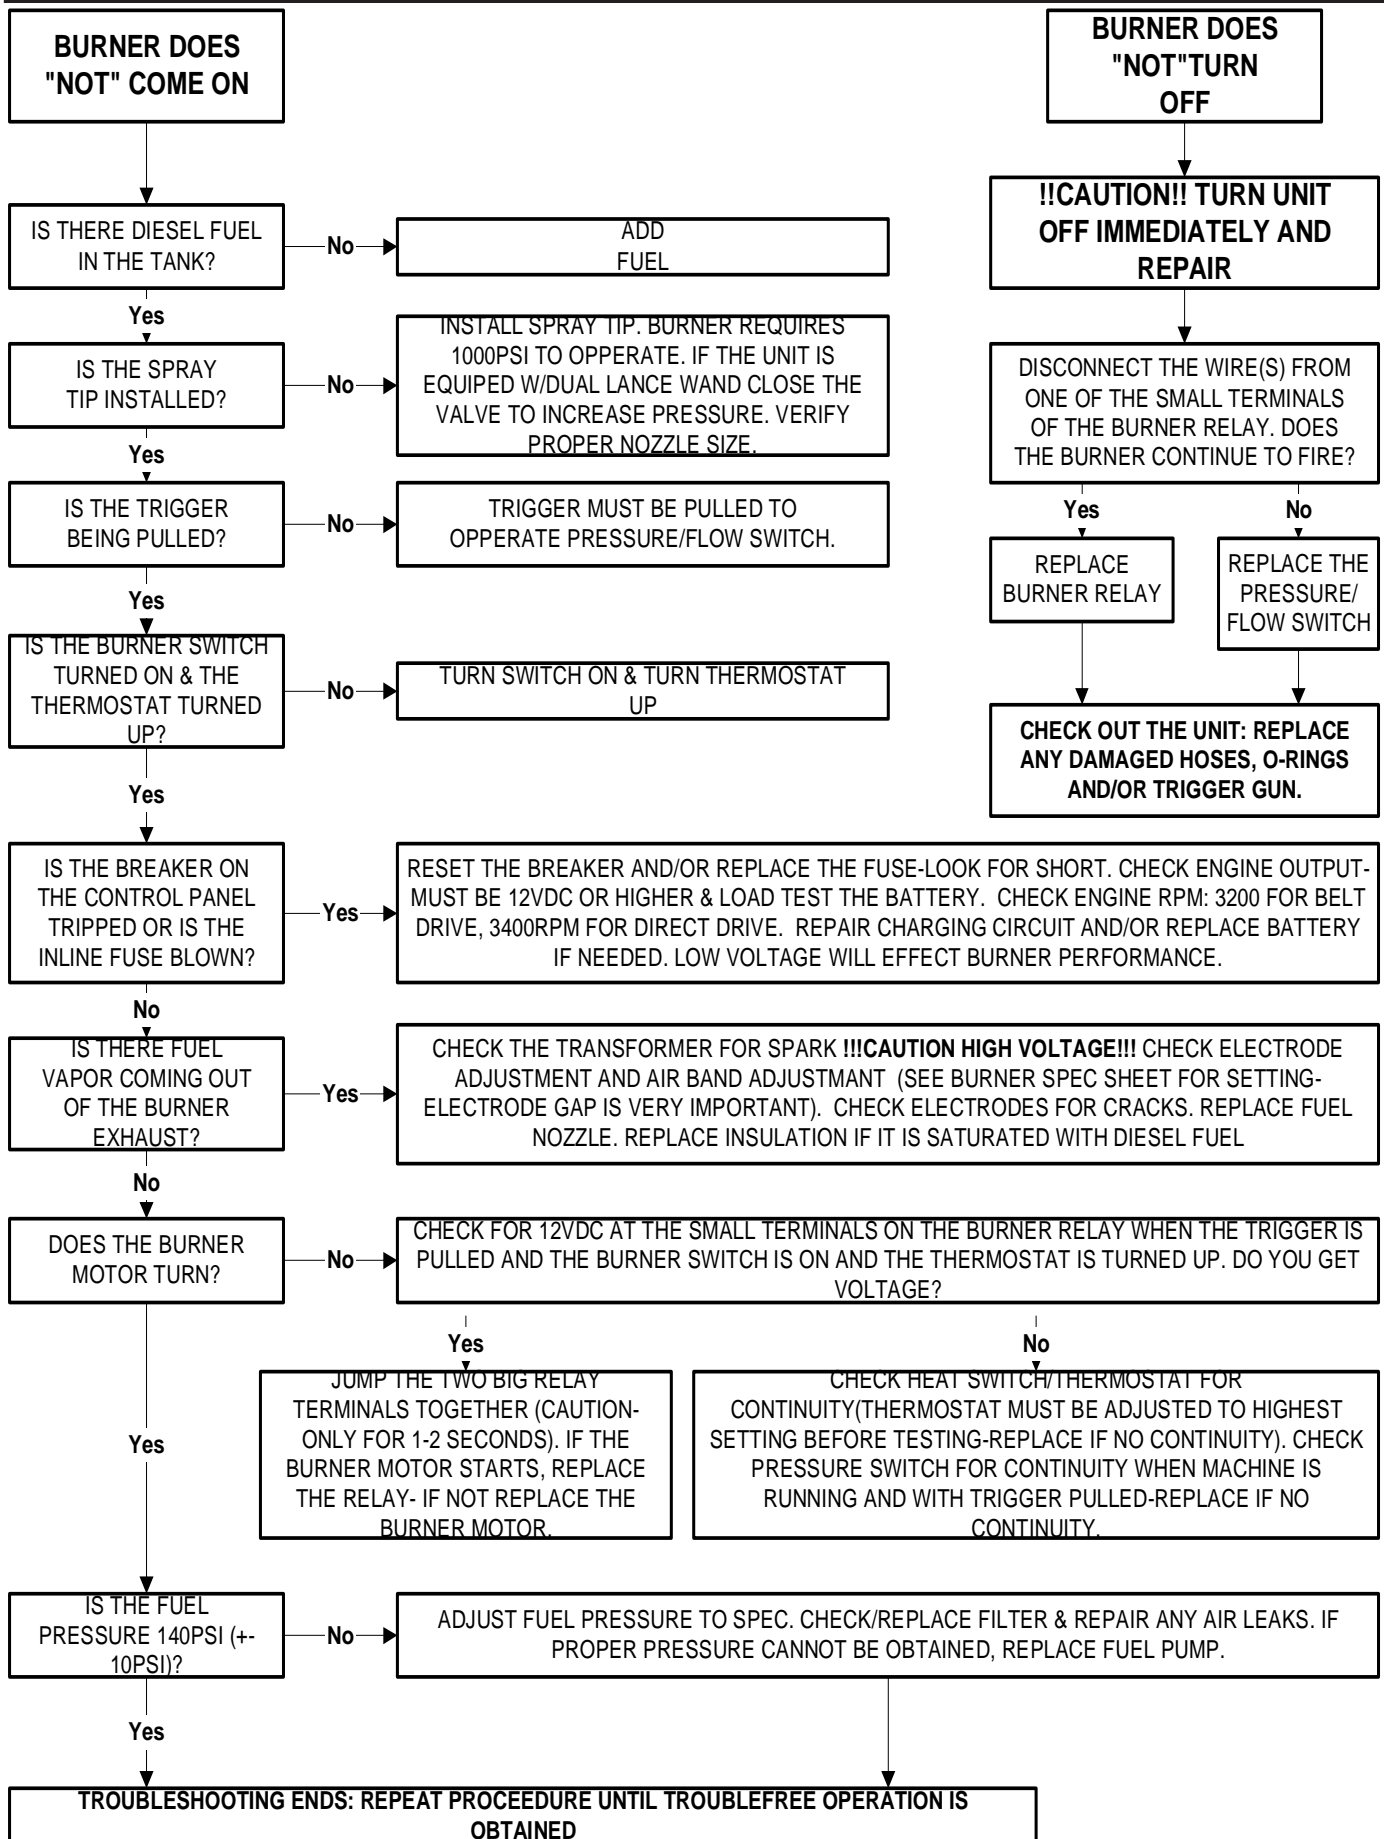 BURNER DOES
"NOT" COME ON
IS THERE DIESEL FUEL
IN THE TANK?
No
ADD
FUEL
Yes
IS THE SPRAY
TIP INSTALLED?
No
INSTALL SPRAY TIP. BURNER REQUIRES
1000PSI TO OPPERATE. IF THE UNIT IS
EQUIPED W/DUAL LANCE WAND CLOSE THE
VALVE TO INCREASE PRESSURE. VERIFY
PROPER NOZZLE SIZE.
Yes
IS THE TRIGGER
BEING PULLED?
No
TRIGGER MUST BE PULLED TO
OPPERATE PRESSURE/FLOW SWITCH.
Yes
IS THE BURNER SWITCH
TURNED ON & THE
THERMOSTAT TURNED
UP?
No
TURN SWITCH ON & TURN THERMOSTAT
UP
Yes
BURNER DOES
"NOT"TURN
OFF
!!CAUTION!! TURN UNIT
OFF IMMEDIATELY AND
REPAIR
DISCONNECT THE WIRE(S) FROM
ONE OF THE SMALL TERMINALS
OF THE BURNER RELAY. DOES
THE BURNER CONTINUE TO FIRE?
Yes
No
REPLACE
BURNER RELAY
REPLACE THE
PRESSURE/
FLOW SWITCH
CHECK OUT THE UNIT: REPLACE
ANY DAMAGED HOSES, O-RINGS
AND/OR TRIGGER GUN.
IS THE BREAKER ON
THE CONTROL PANEL
TRIPPED OR IS THE
INLINE FUSE BLOWN?
Yes
RESET THE BREAKER AND/OR REPLACE THE FUSE-LOOK FOR SHORT. CHECK ENGINE OUTPUT-
MUST BE 12VDC OR HIGHER & LOAD TEST THE BATTERY. CHECK ENGINE RPM: 3200 FOR BELT
DRIVE, 3400RPM FOR DIRECT DRIVE. REPAIR CHARGING CIRCUIT AND/OR REPLACE BATTERY
IF NEEDED. LOW VOLTAGE WILL EFFECT BURNER PERFORMANCE.
No
IS THERE FUEL
VAPOR COMING OUT
OF THE BURNER
EXHAUST?
Yes
CHECK THE TRANSFORMER FOR SPARK !!!CAUTION HIGH VOLTAGE!!! CHECK ELECTRODE
ADJUSTMENT AND AIR BAND ADJUSTMANT (SEE BURNER SPEC SHEET FOR SETTING-
ELECTRODE GAP IS VERY IMPORTANT). CHECK ELECTRODES FOR CRACKS. REPLACE FUEL
NOZZLE. REPLACE INSULATION IF IT IS SATURATED WITH DIESEL FUEL
No
DOES THE BURNER
MOTOR TURN?
No
CHECK FOR 12VDC AT THE SMALL TERMINALS ON THE BURNER RELAY WHEN THE TRIGGER IS
PULLED AND THE BURNER SWITCH IS ON AND THE THERMOSTAT IS TURNED UP. DO YOU GET
VOLTAGE?
Yes
No
JUMP THE TWO BIG RELAY
TERMINALS TOGETHER (CAUTION-
ONLY FOR 1-2 SECONDS). IF THE
BURNER MOTOR STARTS, REPLACE
THE RELAY- IF NOT REPLACE THE
BURNER MOTOR.
CHECK HEAT SWITCH/THERMOSTAT FOR
CONTINUITY(THERMOSTAT MUST BE ADJUSTED TO HIGHEST
SETTING BEFORE TESTING-REPLACE IF NO CONTINUITY). CHECK
PRESSURE SWITCH FOR CONTINUITY WHEN MACHINE IS
RUNNING AND WITH TRIGGER PULLED-REPLACE IF NO
CONTINUITY.
Yes
IS THE FUEL
PRESSURE 140PSI (+-
10PSI)?
No
ADJUST FUEL PRESSURE TO SPEC. CHECK/REPLACE FILTER & REPAIR ANY AIR LEAKS. IF
PROPER PRESSURE CANNOT BE OBTAINED, REPLACE FUEL PUMP.
Yes
TROUBLESHOOTING ENDS: REPEAT PROCEEDURE UNTIL TROUBLEFREE OPERATION IS
OBTAINED